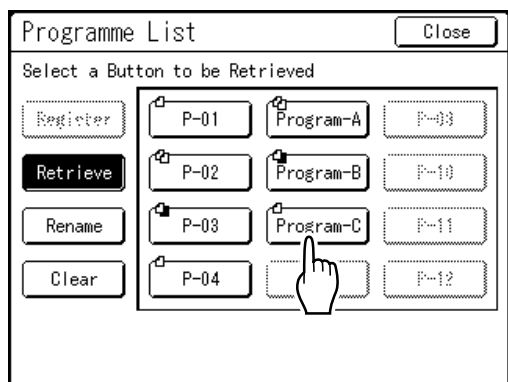 Programme List Close
Select a Button to be Retrieved
Register P-01 Program-A P-09
Retrieve P-02 Program-B P-10
Rename P-03 Program-C P-11
Clear P-04 P-12